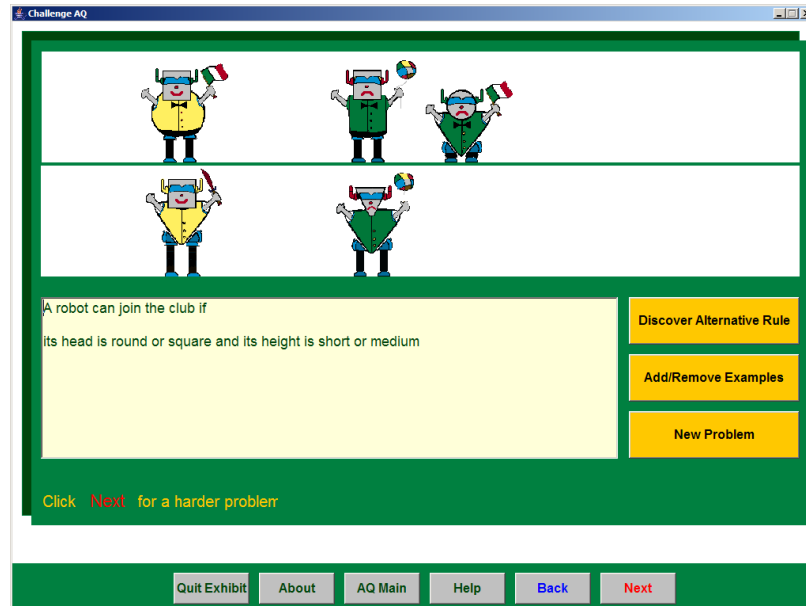 Challenge AQ
A robot can join the club if
its head is round or square and its height is short or medium
Discover Alternative Rule
Add/Remove Examples
New Problem
Click Next for a harder problem
Quit Exhibit
About
AQ Main
Help
Back
Next